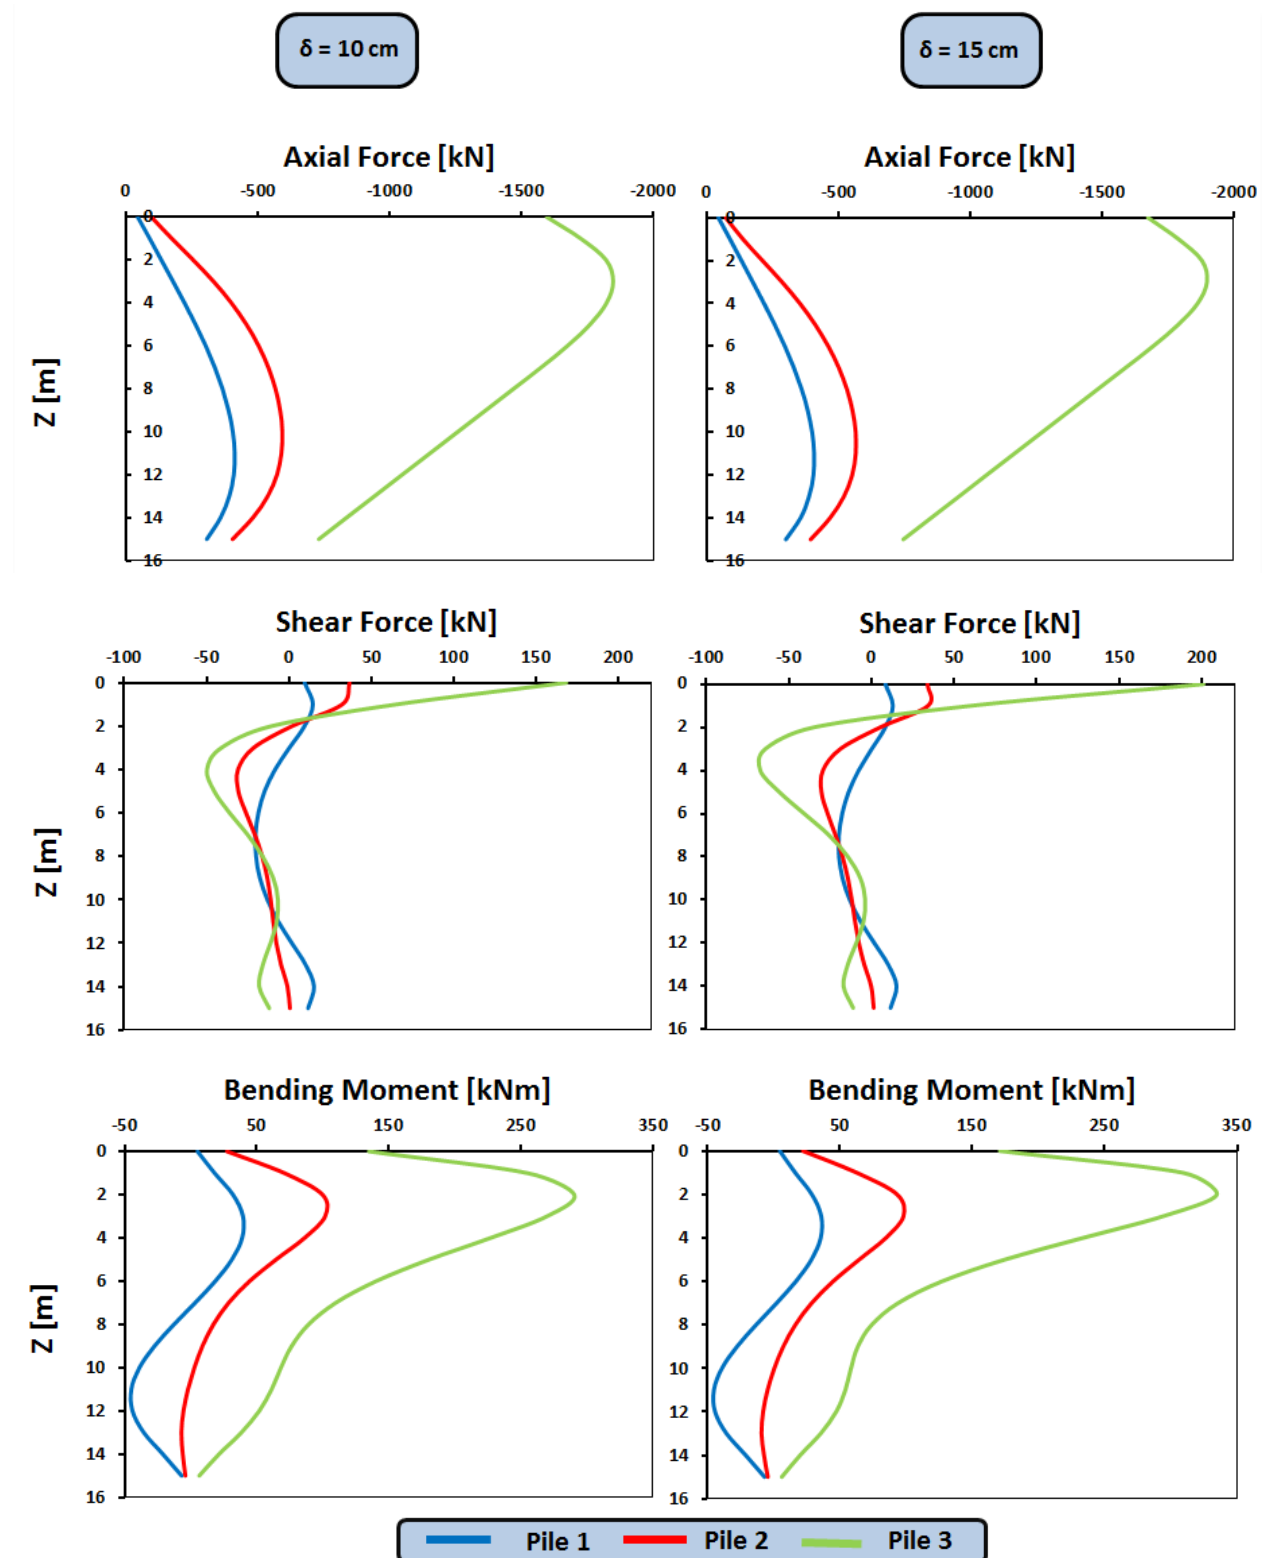 δ = 10 cm δ = 15 cm
Axial Force [kN] Axial Force [kN]
0 -500 -1000 -1500 -2000 0 -500 -1000 -1500 -2000
0 0
2 2
4 4
6 6
Z [m]
8 8
10 10
12 12
14 14
16 16
Shear Force [kN] Shear Force [kN]
-100 -50 0 50 100 150 200 -100 -50 0 50 100 150 200
0 0
2 2
4 4
6 6
Z [m]
8 8
10 10
12 12
14 14
16 16
Bending Moment [kNm] Bending Moment [kNm]
-50 50 150 250 350 -50 50 150 250 350
0 0
2 2
4 4
6 6
Z [m]
8 8
10 10
12 12
14 14
16 16
Pile 1 Pile 2 Pile 3